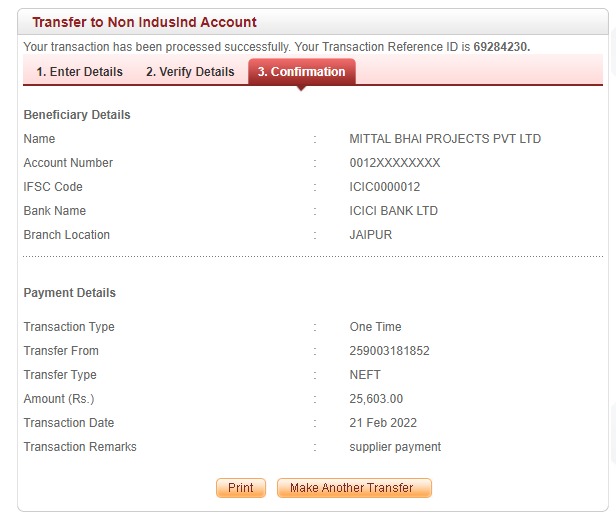 Transfer to Non IndusInd Account
Your transaction has been processed successfully. Your Transaction Reference ID is 69284230.
1. Enter Details 2. Verify Details 3. Confirmation
Beneficiary Details
Name : MITTAL BHAI PROJECTS PVT LTD
Account Number : 0012XXXXXXXX
IFSC Code : ICIC0000012
Bank Name : ICICI BANK LTD
Branch Location : JAIPUR
Payment Details
Transaction Type : One Time
Transfer From : 259003181852
Transfer Type : NEFT
Amount (Rs.) : 25,603.00
Transaction Date : 21 Feb 2022
Transaction Remarks : supplier payment
Print Make Another Transfer